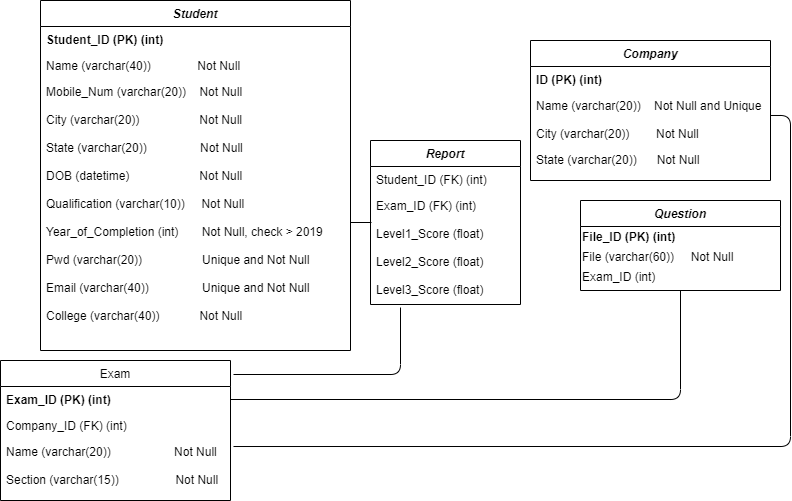 Student
Student_ID (PK) (int)
Name (varchar(40)) Not Null
Mobile_Num (varchar(20)) Not Null
City (varchar(20)) Not Null
State (varchar(20)) Not Null
DOB (datetime) Not Null
Qualification (varchar(10)) Not Null
Year_of_Completion (int) Not Null, check > 2019
Pwd (varchar(20)) Unique and Not Null
Email (varchar(40)) Unique and Not Null
College (varchar(40)) Not Null
Report
Student_ID (FK) (int)
Exam_ID (FK) (int)
Level1_Score (float)
Level2_Score (float)
Level3_Score (float)
Company
ID (PK) (int)
Name (varchar(20)) Not Null and Unique
City (varchar(20)) Not Null
State (varchar(20)) Not Null
Question
File_ID (PK) (int)
File (varchar(60)) Not Null
Exam_ID (int)
Exam
Exam_ID (PK) (int)
Company_ID (FK) (int)
Name (varchar(20)) Not Null
Section (varchar(15)) Not Null